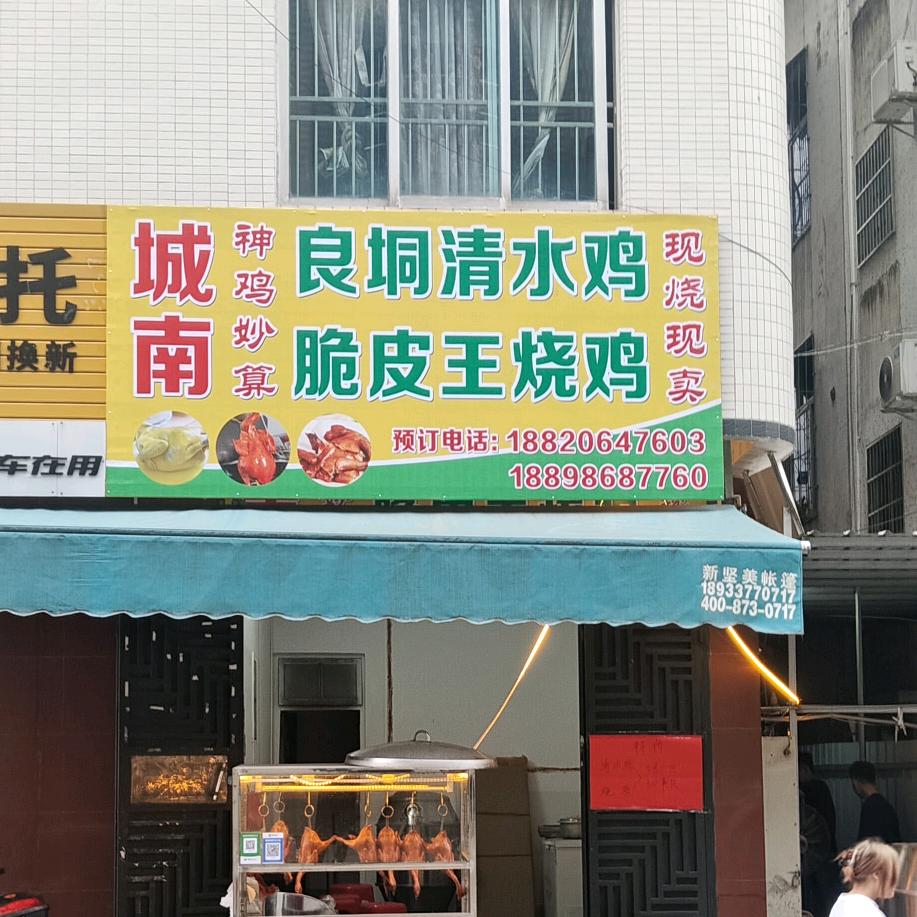 托
换新
车在用
城南
神鸡妙算
良垌清水鸡
脆皮王烧鸡
现烧现卖
预订电话: 18820647603
18898687760
新坚美帐篷
18933770717
400-873-0717